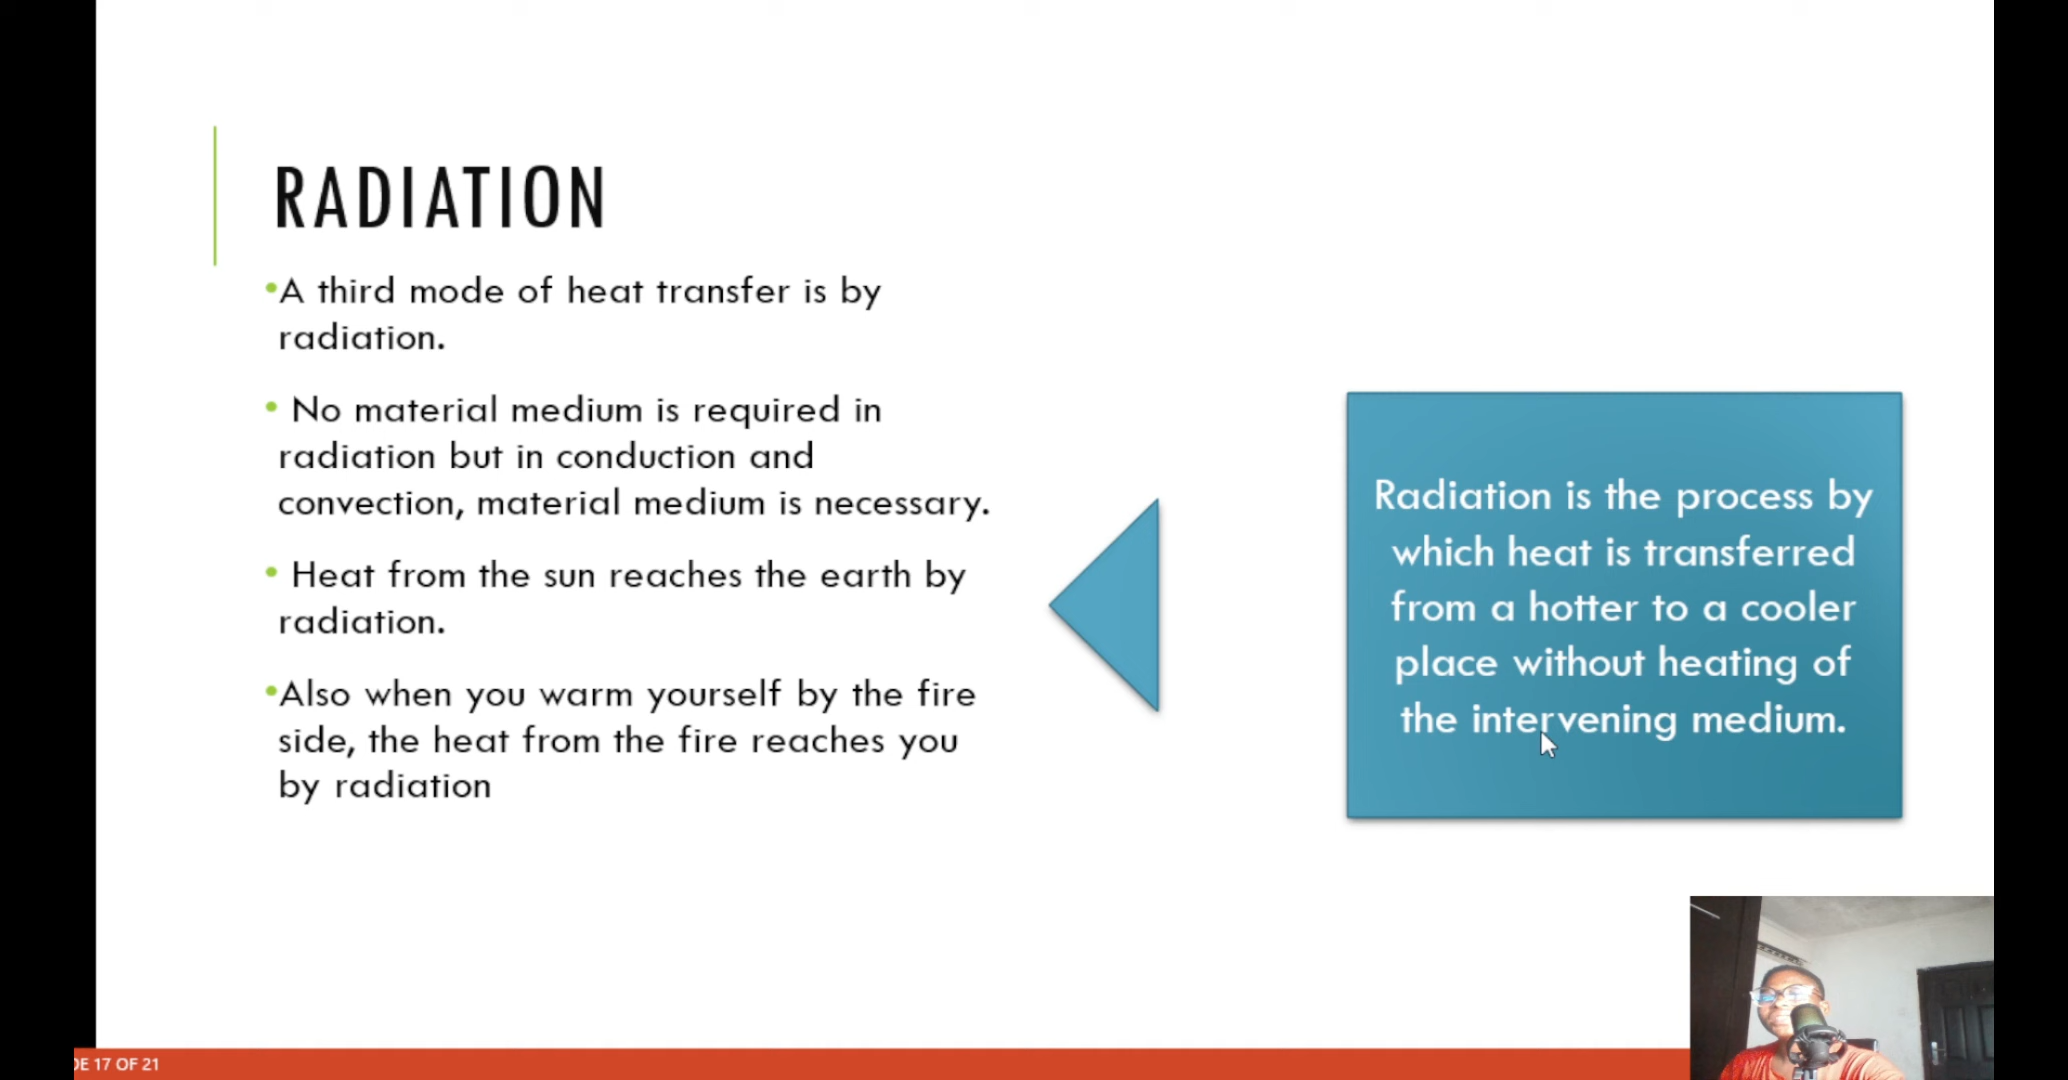 RADIATION
•A third mode of heat transfer is by
radiation.
• No material medium is required in
radiation but in conduction and
convection, material medium is necessary.
• Heat from the sun reaches the earth by
radiation.
•Also when you warm yourself by the fire
side, the heat from the fire reaches you
by radiation
Radiation is the process by
which heat is transferred
from a hotter to a cooler
place without heating of
the intervening medium.
DE 17 OF 21